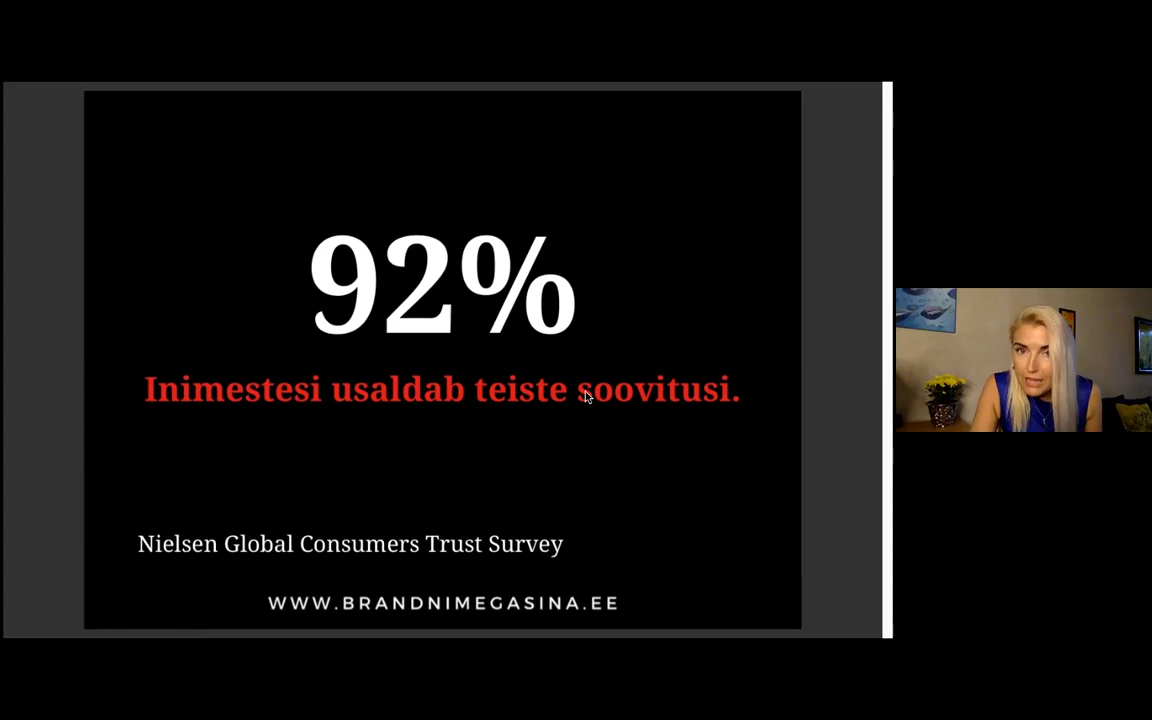 92%
Inimestesi usaldab teiste soovitusi.
Nielsen Global Consumers Trust Survey
WWW.BRANDNIMEGASINA.EE